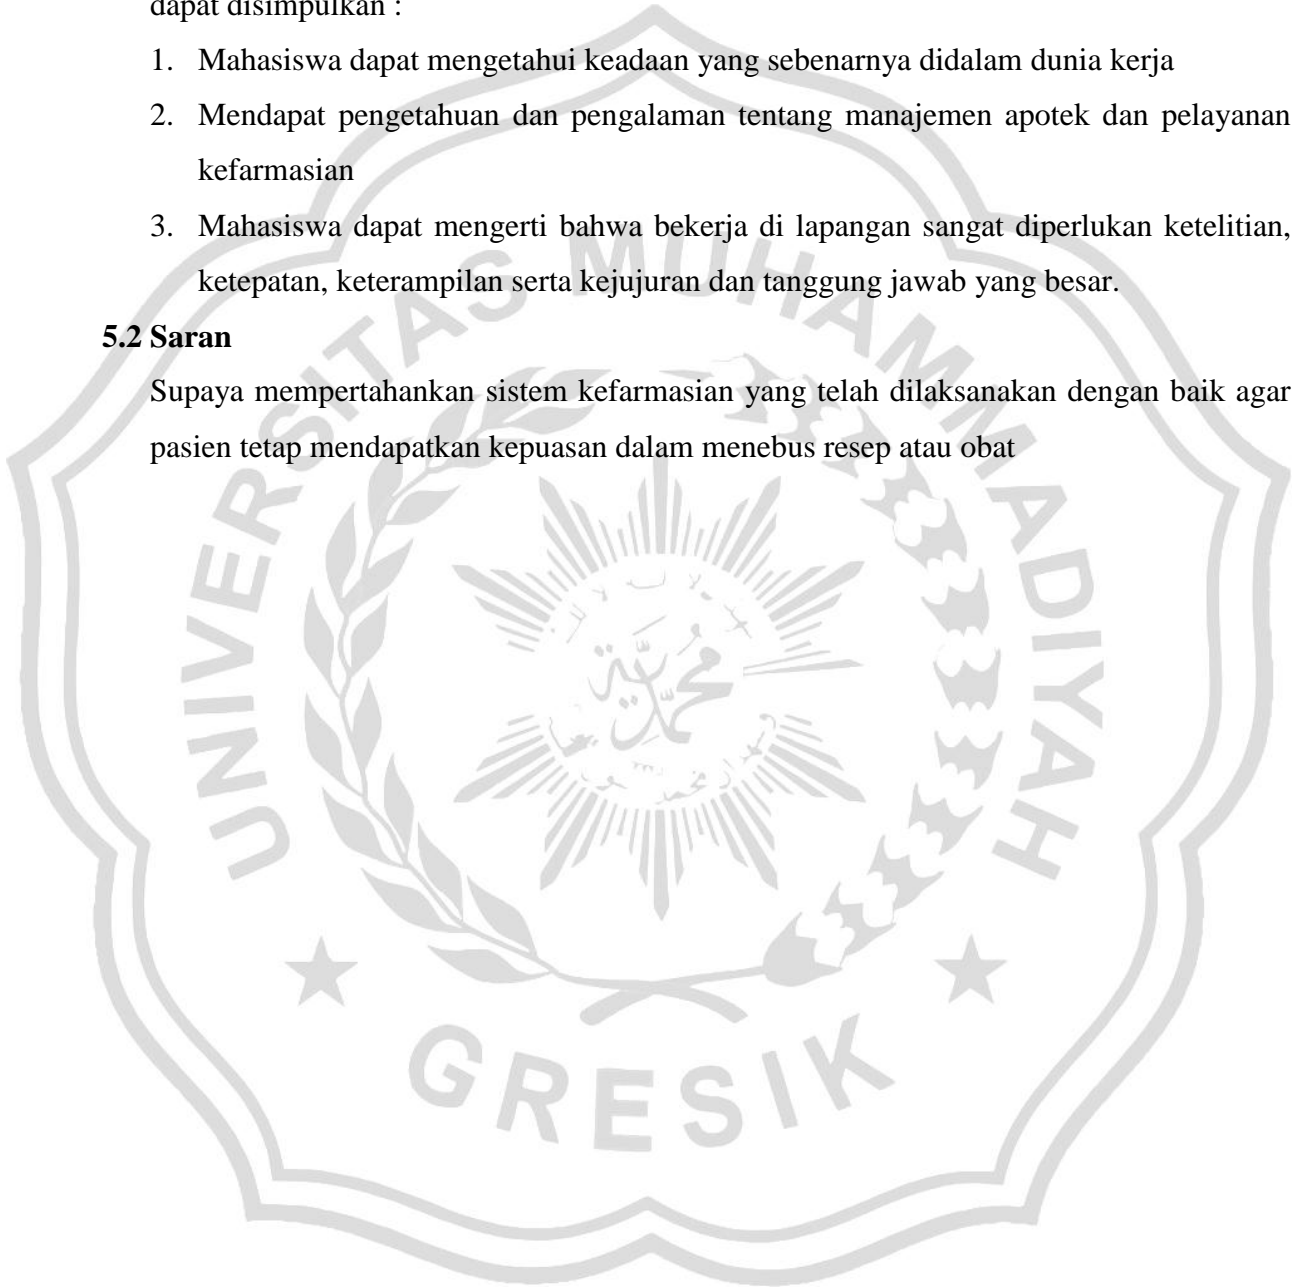 dapat disimpulkan :
1. Mahasiswa dapat mengetahui keadaan yang sebenarnya didalam dunia kerja
2. Mendapat pengetahuan dan pengalaman tentang manajemen apotek dan pelayanan
kefarmasian
3. Mahasiswa dapat mengerti bahwa bekerja di lapangan sangat diperlukan ketelitian,
ketepatan, keterampilan serta kejujuran dan tanggung jawab yang besar.
5.2 Saran
Supaya mempertahankan sistem kefarmasian yang telah dilaksanakan dengan baik agar
pasien tetap mendapatkan kepuasan dalam menebus resep atau obat
UNIVERSITAS MUHAMMADIYAH
محمدية
GRESIK